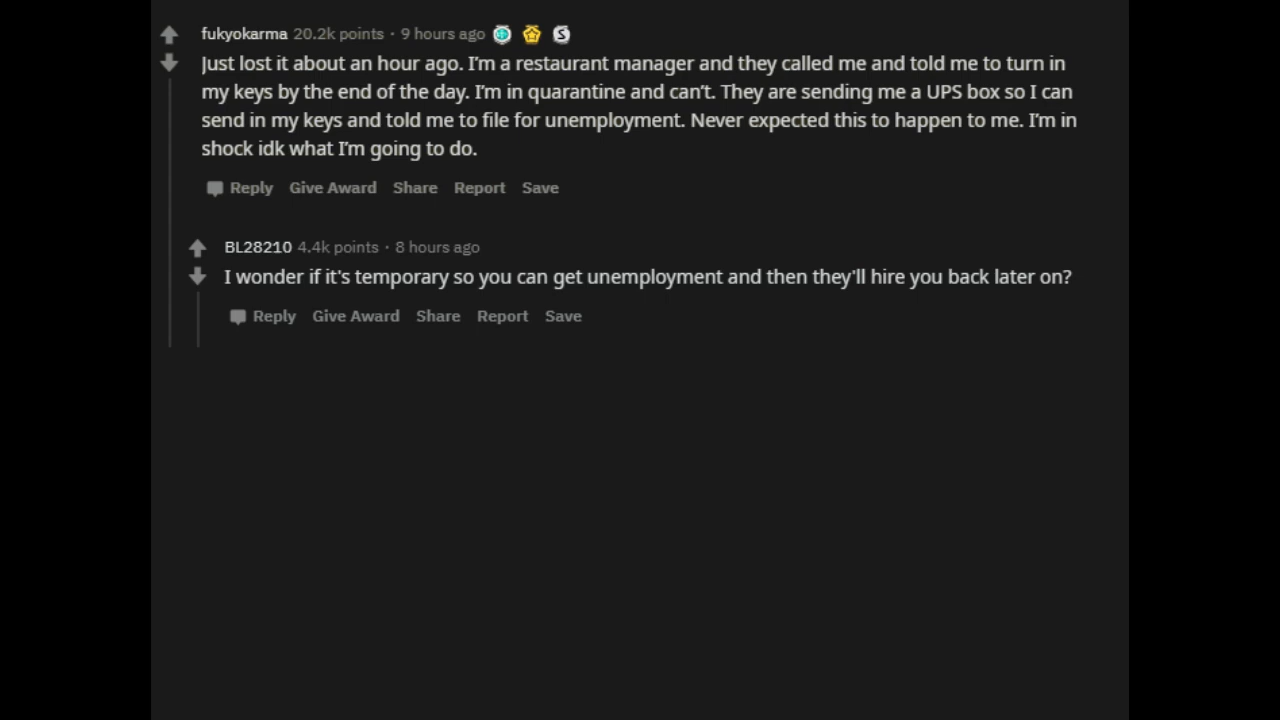 fukyokarma 20.2k points · 9 hours ago
Just lost it about an hour ago. I'm a restaurant manager and they called me and told me to turn in
my keys by the end of the day. I'm in quarantine and can't. They are sending me a UPS box so I can
send in my keys and told me to file for unemployment. Never expected this to happen to me. I'm in
shock idk what I'm going to do.
Reply Give Award Share Report Save
BL28210 4.4k points · 8 hours ago
I wonder if it's temporary so you can get unemployment and then they'll hire you back later on?
Reply Give Award Share Report Save